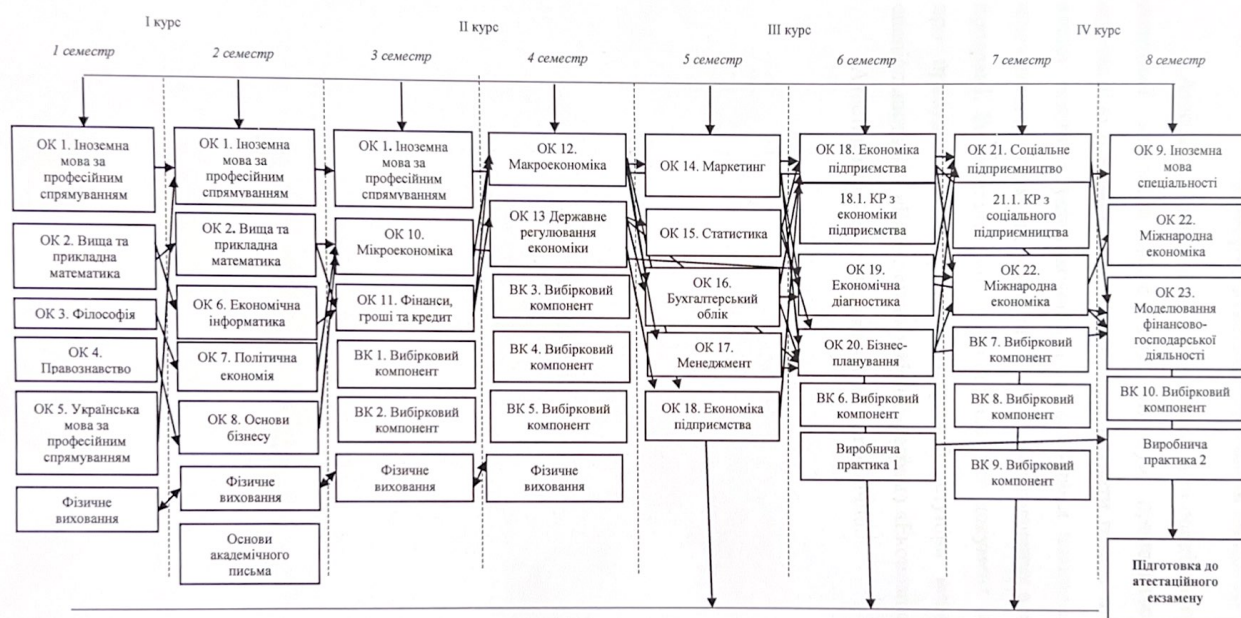 I курс
II курс
III курс
IV курс
1 семестр
2 семестр
3 семестр
4 семестр
5 семестр
6 семестр
7 семестр
8 семестр
ОК 1. Іноземна
мова за
професійним
спрямуванням
ОК 2. Вища та
прикладна
математика
ОК 3. Філософія
ОК 4.
Правознавство
ОК 5. Українська
мова за
професійним
спрямуванням
Фізичне
виховання
ОК 1. Іноземна
мова за
професійним
спрямуванням
ОК 2. Вища та
прикладна
математика
ОК 6. Економічна
інформатика
ОК 7. Політична
економія
ОК 8. Основи
бізнесу
Фізичне
виховання
Основи
академічного
письма
ОК 1. Іноземна
мова за
професійним
спрямуванням
ОК 10.
Мікроекономіка
ОК 11. Фінанси,
гроші та кредит
ВК 1. Вибірковий
компонент
ВК 2. Вибірковий
компонент
Фізичне
виховання
ОК 12.
Макроекономіка
ОК 13 Державне
регулювання
економіки
ВК 3. Вибірковий
компонент
ВК 4. Вибірковий
компонент
ВК 5. Вибірковий
компонент
Фізичне
виховання
ОК 14. Маркетинг
ОК 15. Статистика
ОК 16.
Бухгалтерський
облік
ОК 17.
Менеджмент
ОК 18. Економіка
підприємства
ОК 18. Економіка
підприємства
18.1. КР з
економіки
підприємства
ОК 19.
Економічна
діагностика
ОК 20. Бізнес-
планування
ВК 6. Вибірковий
компонент
Виробнича
практика 1
ОК 21. Соціальне
підприємництво
21.1. КР з
соціального
підприємництва
ОК 22.
Міжнародна
економіка
ВК 7. Вибірковий
компонент
ВК 8. Вибірковий
компонент
ВК 9. Вибірковий
компонент
ОК 9. Іноземна
мова
спеціальності
ОК 22.
Міжнародна
економіка
ОК 23.
Моделювання
фінансово-
господарської
діяльності
ВК 10. Вибірковий
компонент
Виробнича
практика 2
Підготовка до
атестаційного
екзамену